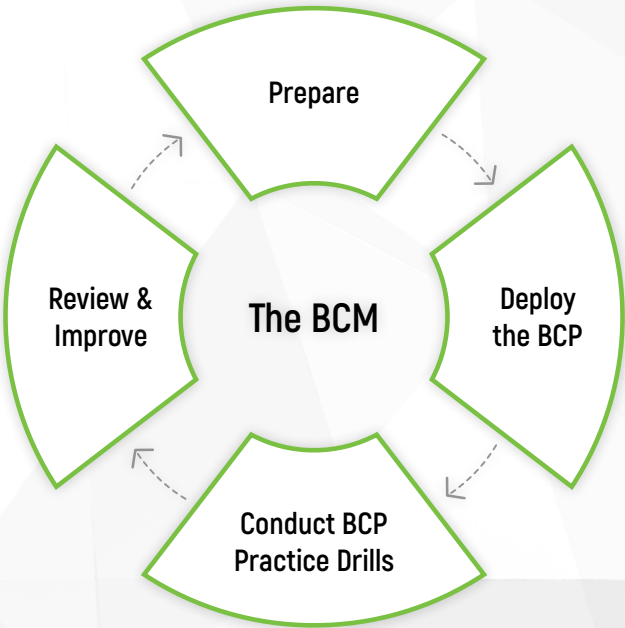 Prepare
Deploy
the BCP
Conduct BCP
Practice Drills
Review &
Improve
The BCM